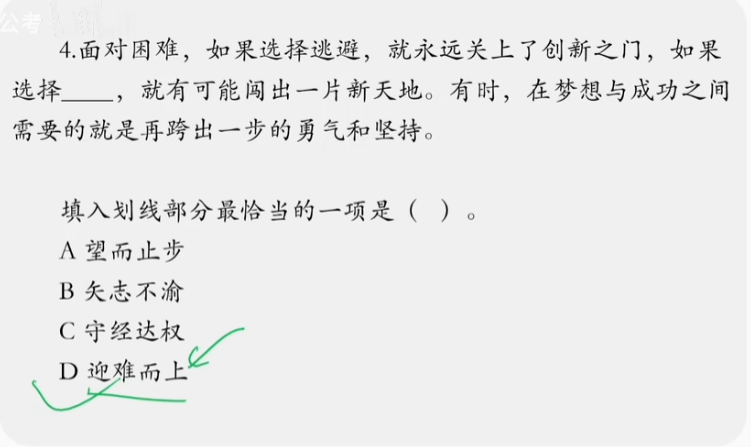 公考
4.面对困难，如果选择逃避，就永远关上了创新之门，如果
选择____，就有可能闯出一片新天地。有时，在梦想与成功之间
需要的就是再跨出一步的勇气和坚持。
填入划线部分最恰当的一项是（ ）。
A 望而止步
B 矢志不渝
C 守经达权
D 迎难而上